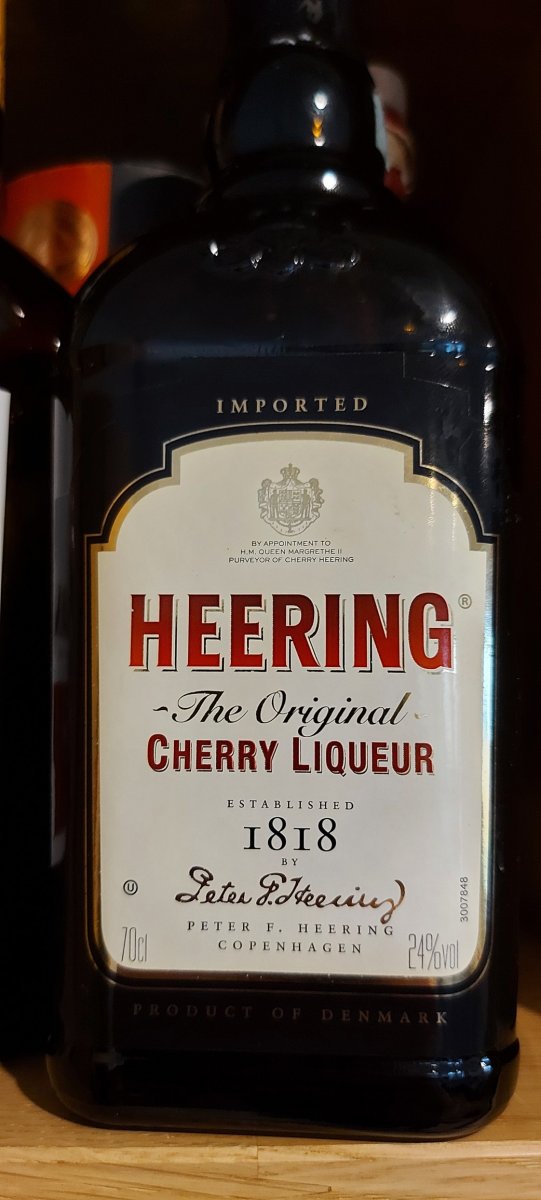 IMPORTED
BY APPOINTMENT TO
H.M. QUEEN MARGRETHE II
PURVEYOR OF CHERRY HEERING
HEERING®
~The Original
CHERRY LIQUEUR
ESTABLISHED
1818
BY
Peter F. Heering
PETER F. HEERING
COPENHAGEN
U
70cl
24%vol
3007848
PRODUCT OF DENMARK